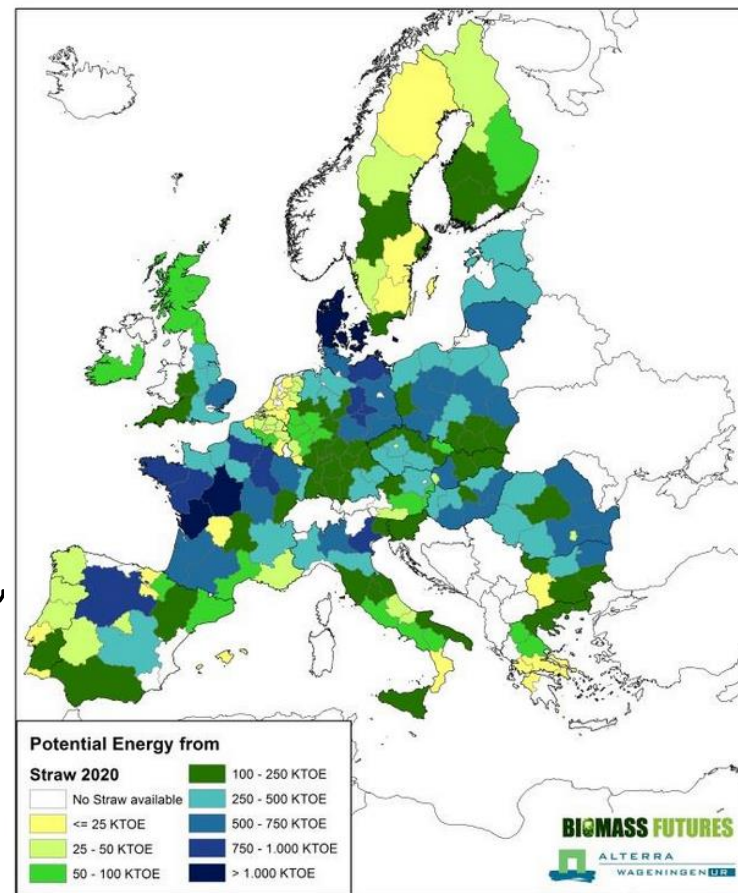 Potential Energy from
Straw 2020
No Straw available
<= 25 KTOE
25 - 50 KTOE
50 - 100 KTOE
100 - 250 KTOE
250 - 500 KTOE
500 - 750 KTOE
750 - 1.000 KTOE
> 1.000 KTOE
BIOMASS FUTURES
ALTERRA
WAGENINGEN UR